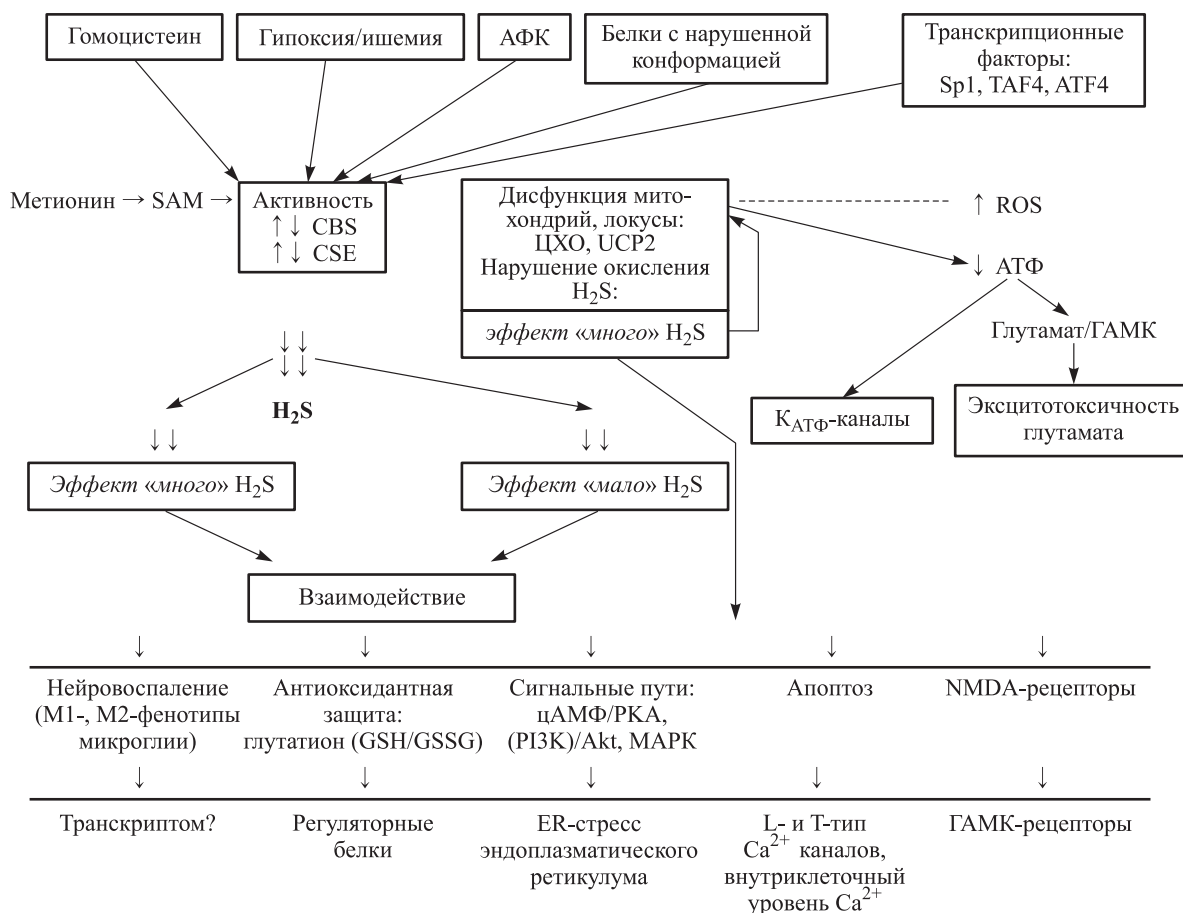 Гомоцистеин
Гипоксия/ишемия
АФК
Белки с нарушенной
конформацией
Транскрипционные
факторы:
Sp1, TAF4, ATF4
Метионин → SAM →
Активность
↑ ↓ CBS
↑ ↓ CSE
Дисфункция мито-
хондрий, локусы:
ЦХО, UCP2
Нарушение окисления
H₂S:
эффект «много» H₂S
↑ ROS
↓ АТФ
Глутамат/ГАМК
K_АТФ-каналы
Эксцитотоксичность
глутамата
↓↓ ↓↓
↓↓ ↓↓
H₂S
↓ ↓
↓ ↓
Эффект «много» H₂S
Эффект «мало» H₂S
Взаимодействие
↓ ↓ ↓ ↓ ↓
Нейровоспаление
(М1-, М2-фенотипы
микроглии)
Антиоксидантная
защита:
глутатион (GSH/GSSG)
Сигнальные пути:
цАМФ/PKA,
(PI3K)/Akt, МАРК
Апоптоз
NMDA-рецепторы
↓ ↓ ↓ ↓ ↓
Транскриптом?
Регуляторные
белки
ER-стресс
эндоплазматического
ретикулума
L- и Т-тип
Ca²⁺ каналов,
внутриклеточный
уровень Ca²⁺
ГАМК-рецепторы